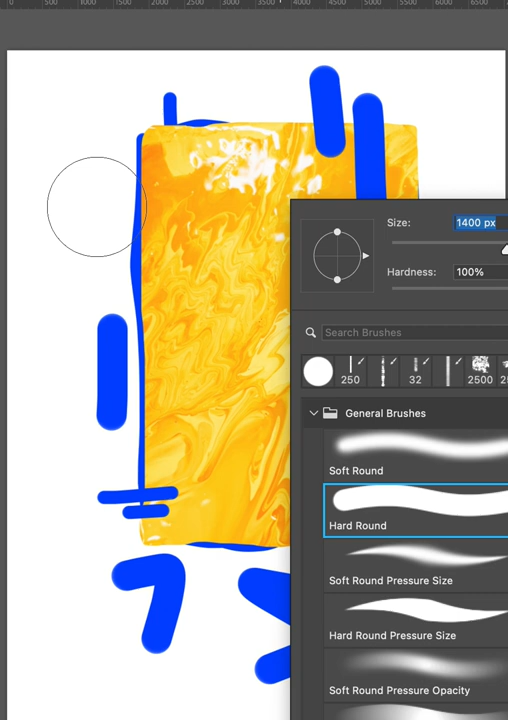 0 500 1000 1500 2000 2500 3000 3500 4000 4500 5000 5500 6000 6500
Size: 1400 px
Hardness: 100%
Search Brushes
250 32 2500
General Brushes
Soft Round
Hard Round
Soft Round Pressure Size
Hard Round Pressure Size
Soft Round Pressure Opacity